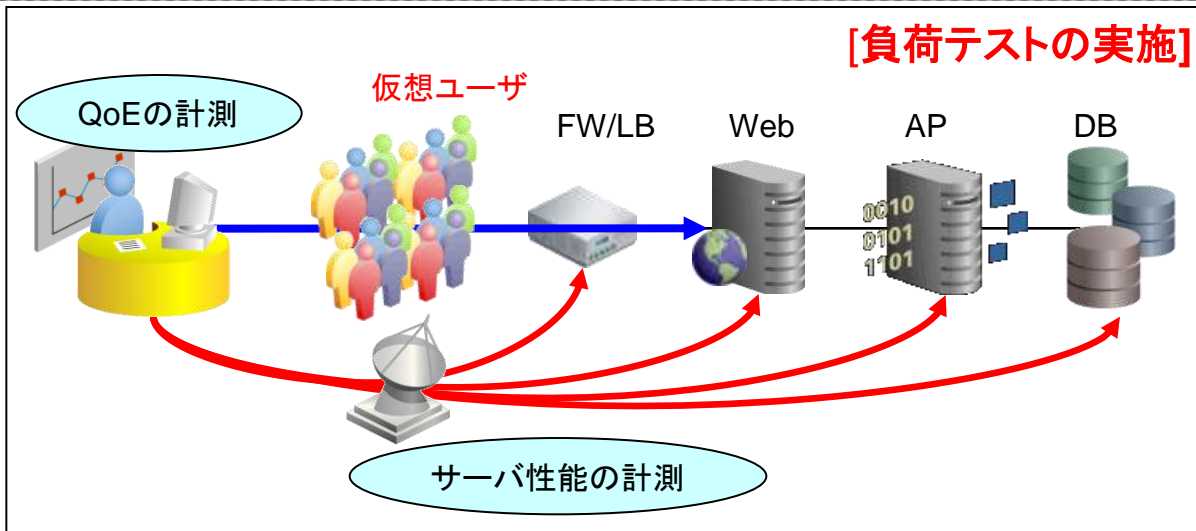 [負荷テストの実施]
QoEの計測
仮想ユーザ
FW/LB
Web
AP
DB
0010
0101
1101
サーバ性能の計測